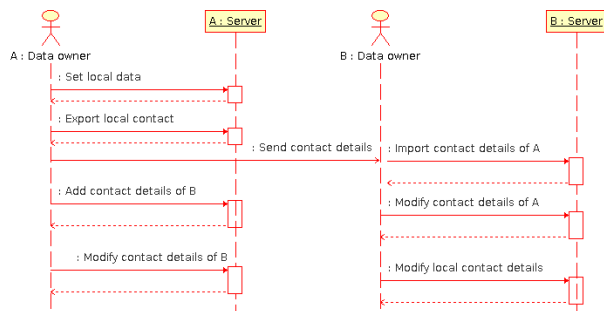 A : Server
B : Server
A : Data owner
B : Data owner
: Set local data
: Export local contact
: Send contact details
: Import contact details of A
: Add contact details of B
: Modify contact details of A
: Modify contact details of B
: Modify local contact details